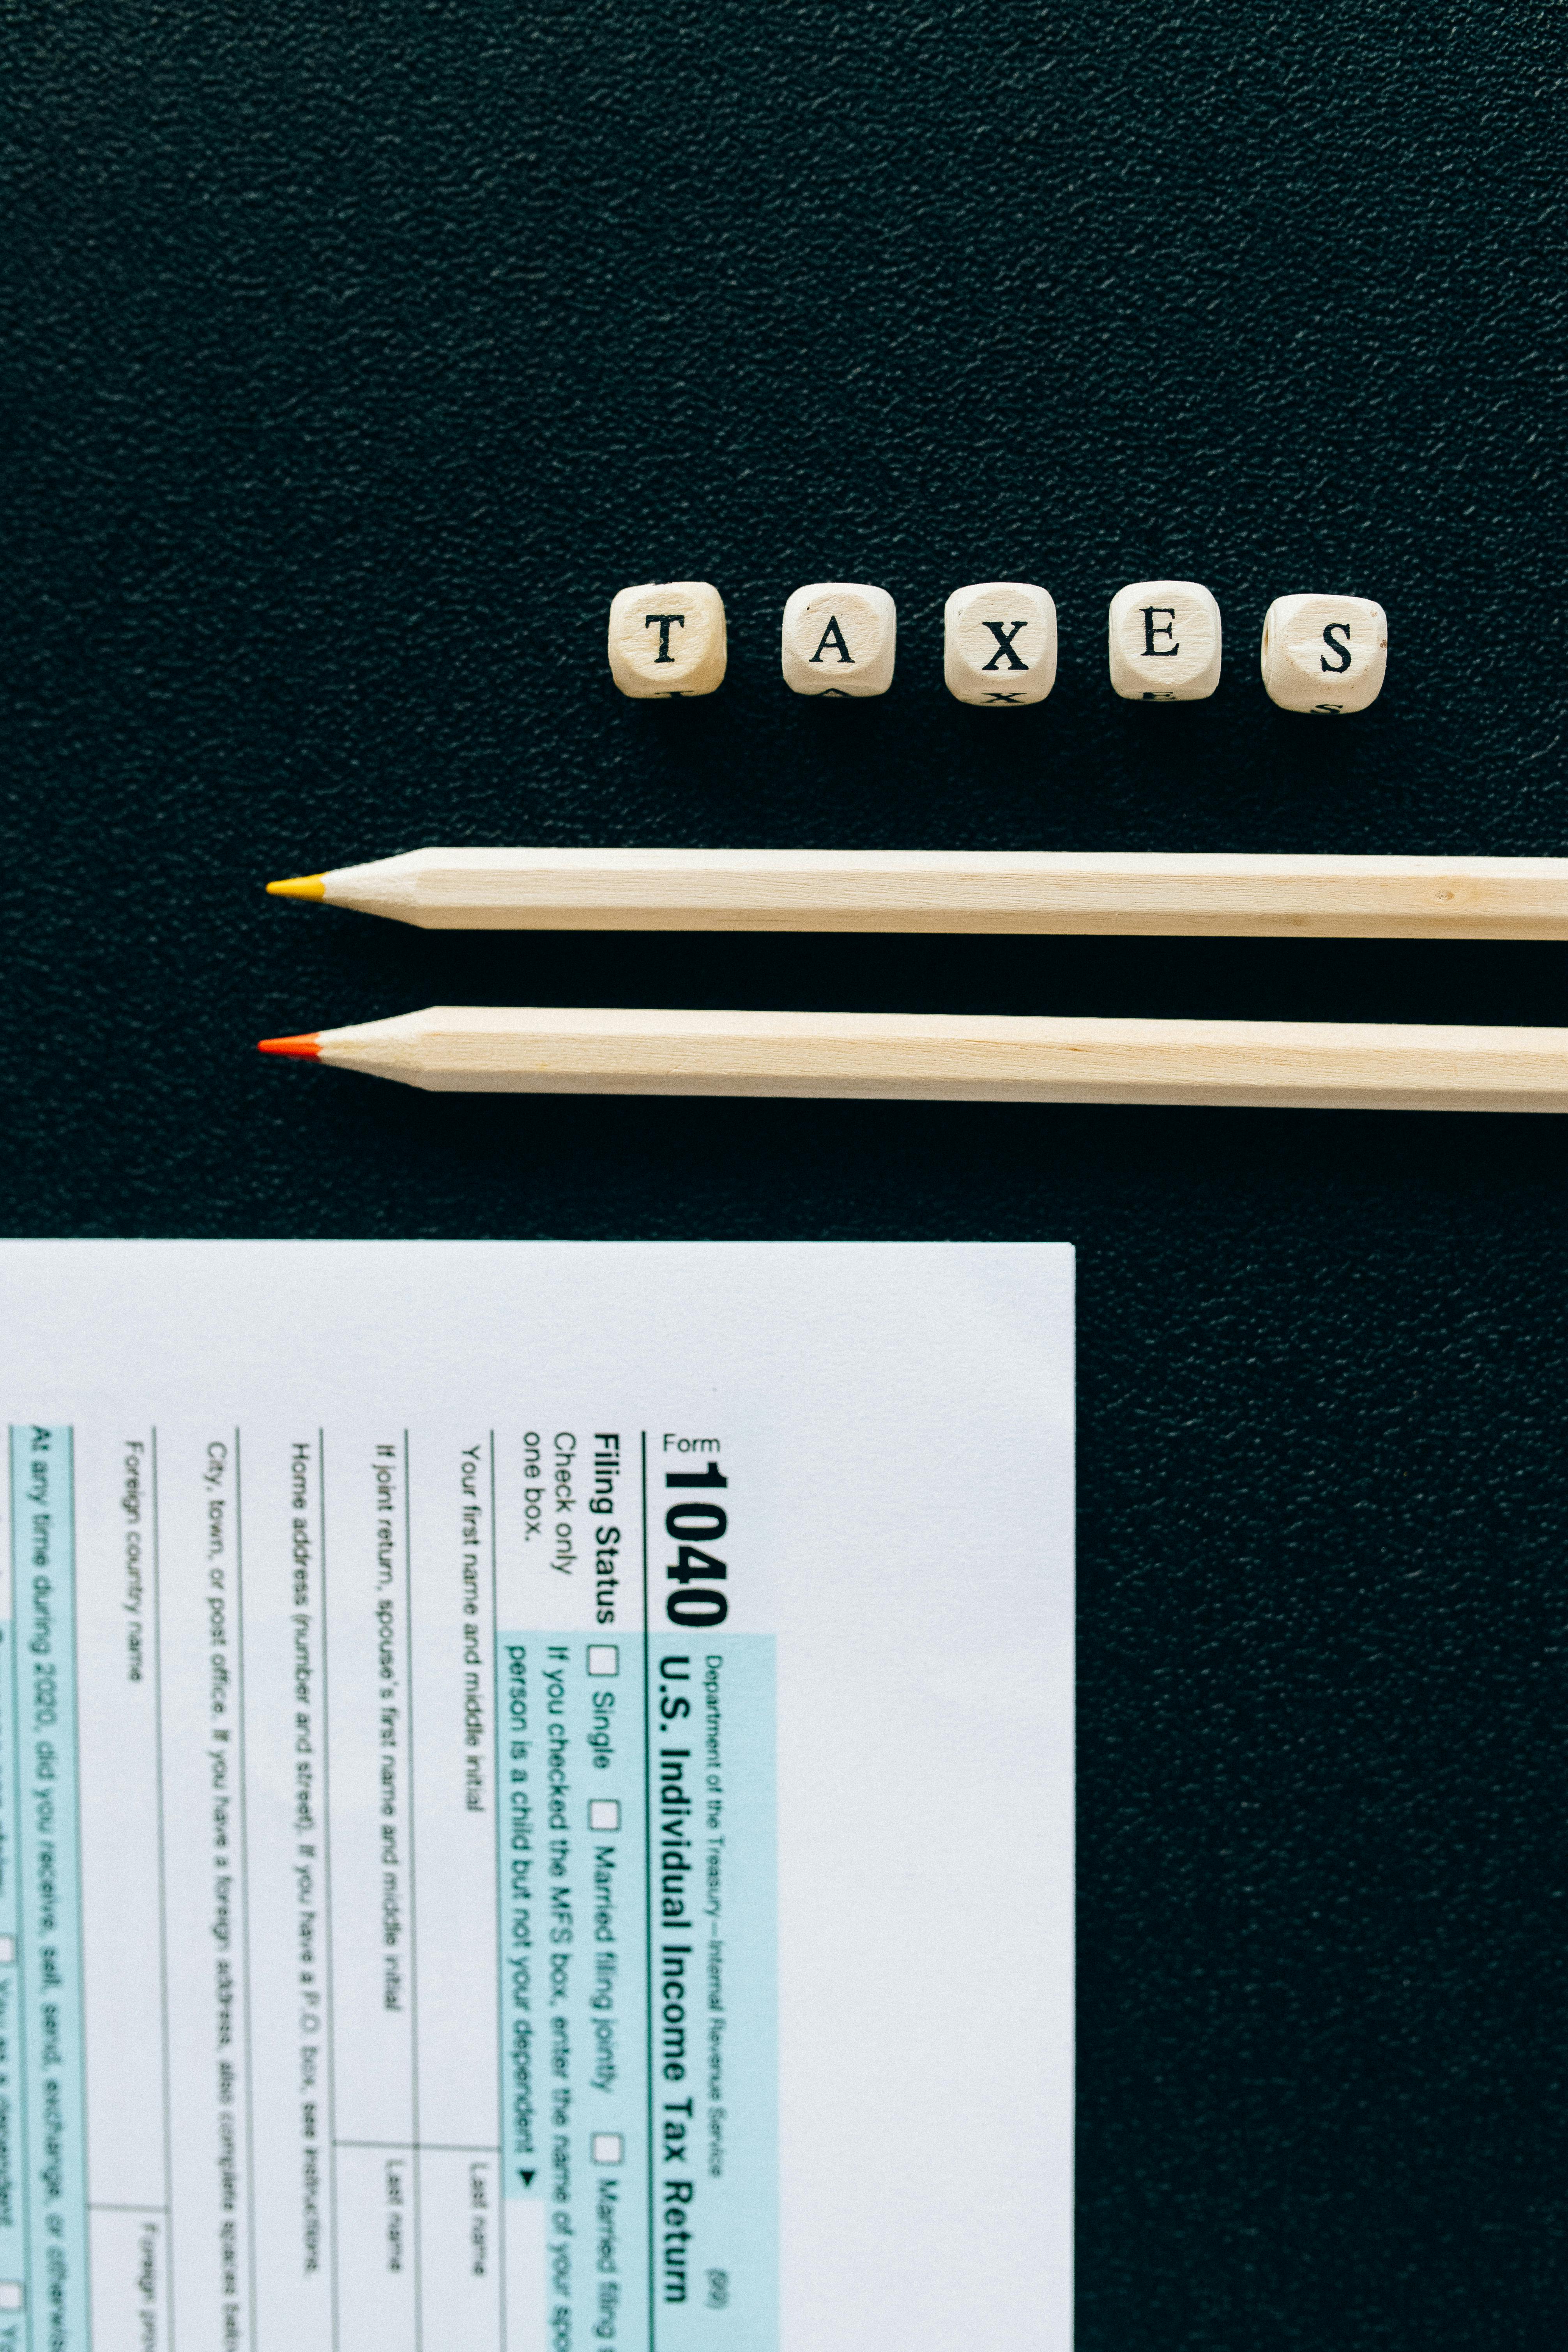 T A X E S
Form 1040
Department of the Treasury—Internal Revenue Service
(99)
U.S. Individual Income Tax Return
Filing Status
Check only
one box.
Single
Married filing jointly
Married filing
If you checked the MFS box, enter the name of your
person is a child but not your dependent ▶
Your first name and middle initial
Last name
If joint return, spouse's first name and middle initial
Last name
Home address (number and street). If you have a P.O. box, see instructions.
City, town, or post office. If you have a foreign address, also complete spaces
Foreign country name
Foreign
At any time during 2020, did you receive, sell, send, exchange, or